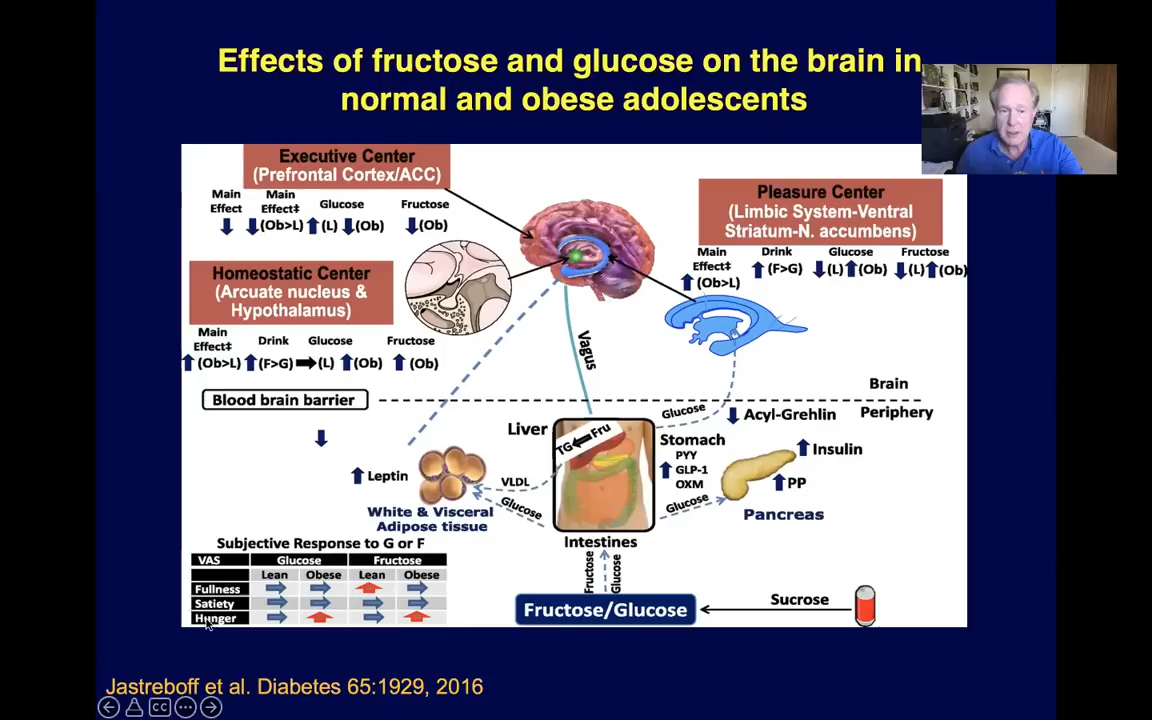 Effects of fructose and glucose on the brain in
normal and obese adolescents
Executive Center
(Prefrontal Cortex/ACC)
Main Effect Main Effect‡ Glucose Fructose
↓ ↓(Ob>L) ↑(L) ↓(Ob) ↓(Ob)
Pleasure Center
(Limbic System-Ventral
Striatum-N. accumbens)
Main Effect‡ Drink Glucose Fructose
↑(Ob>L) ↑(F>G) ↓(L) ↑(Ob) ↓(L) ↑(Ob)
Homeostatic Center
(Arcuate nucleus &
Hypothalamus)
Main Effect‡ Drink Glucose Fructose
↑(Ob>L) ↑(F>G) ➡(L) ↑(Ob) ↑(Ob)
Vagus
Blood brain barrier
Brain
Periphery
Glucose
↓ Acyl-Grehlin
Liver
TG ← Fru
Stomach
PYY
↑ GLP-1
OXM
↑ Insulin
↑ PP
↓
↑ Leptin
VLDL
Glucose
Glucose
White & Visceral
Adipose tissue
Pancreas
Intestines
Fructose
Glucose
Subjective Response to G or F
VAS Glucose Fructose
Lean Obese Lean Obese
Fullness → → ↑ →
Satiety → → → →
Hunger → ↑ → ↑
Fructose/Glucose
Sucrose
Jastreboff et al. Diabetes 65:1929, 2016
CC